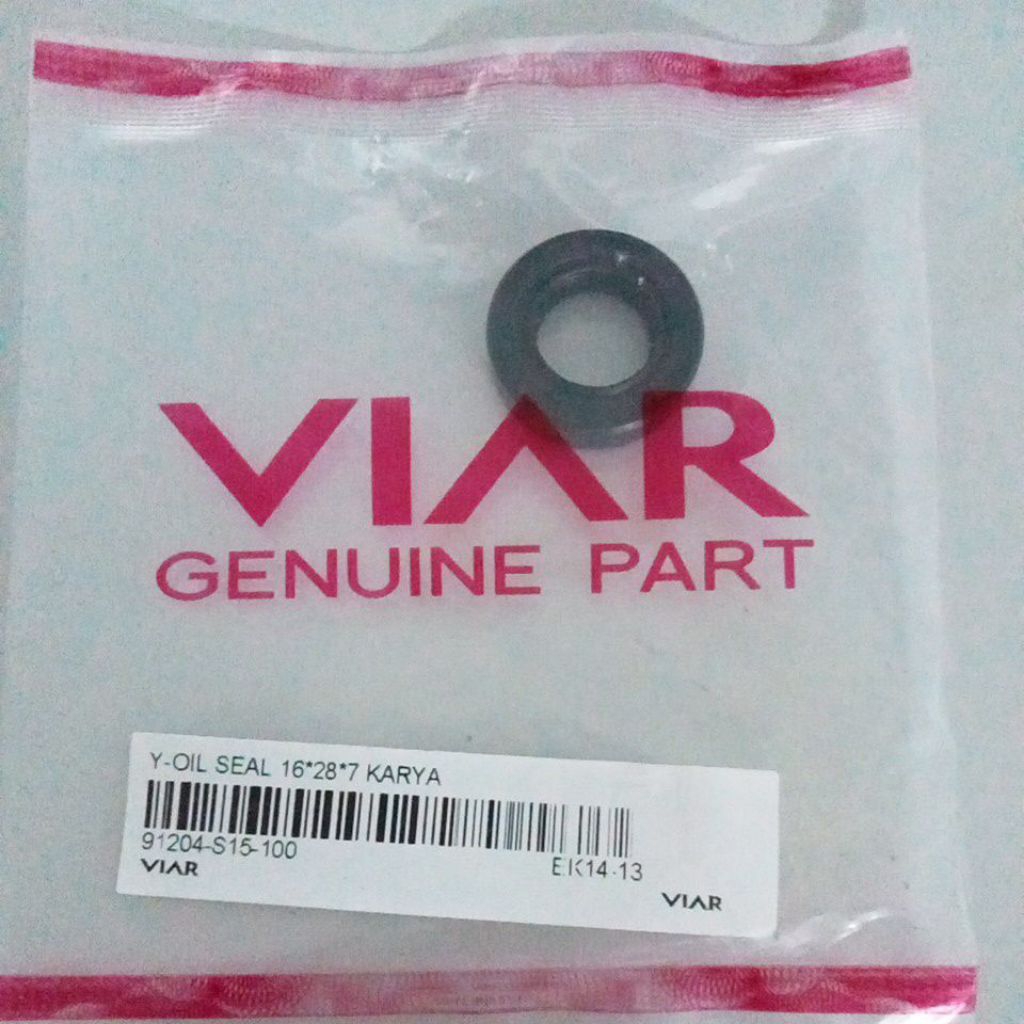 VIAR
GENUINE PART
Y-OIL SEAL 16*28*7 KARYA
91204-S15-100
EK14-13
VIAR
VIAR